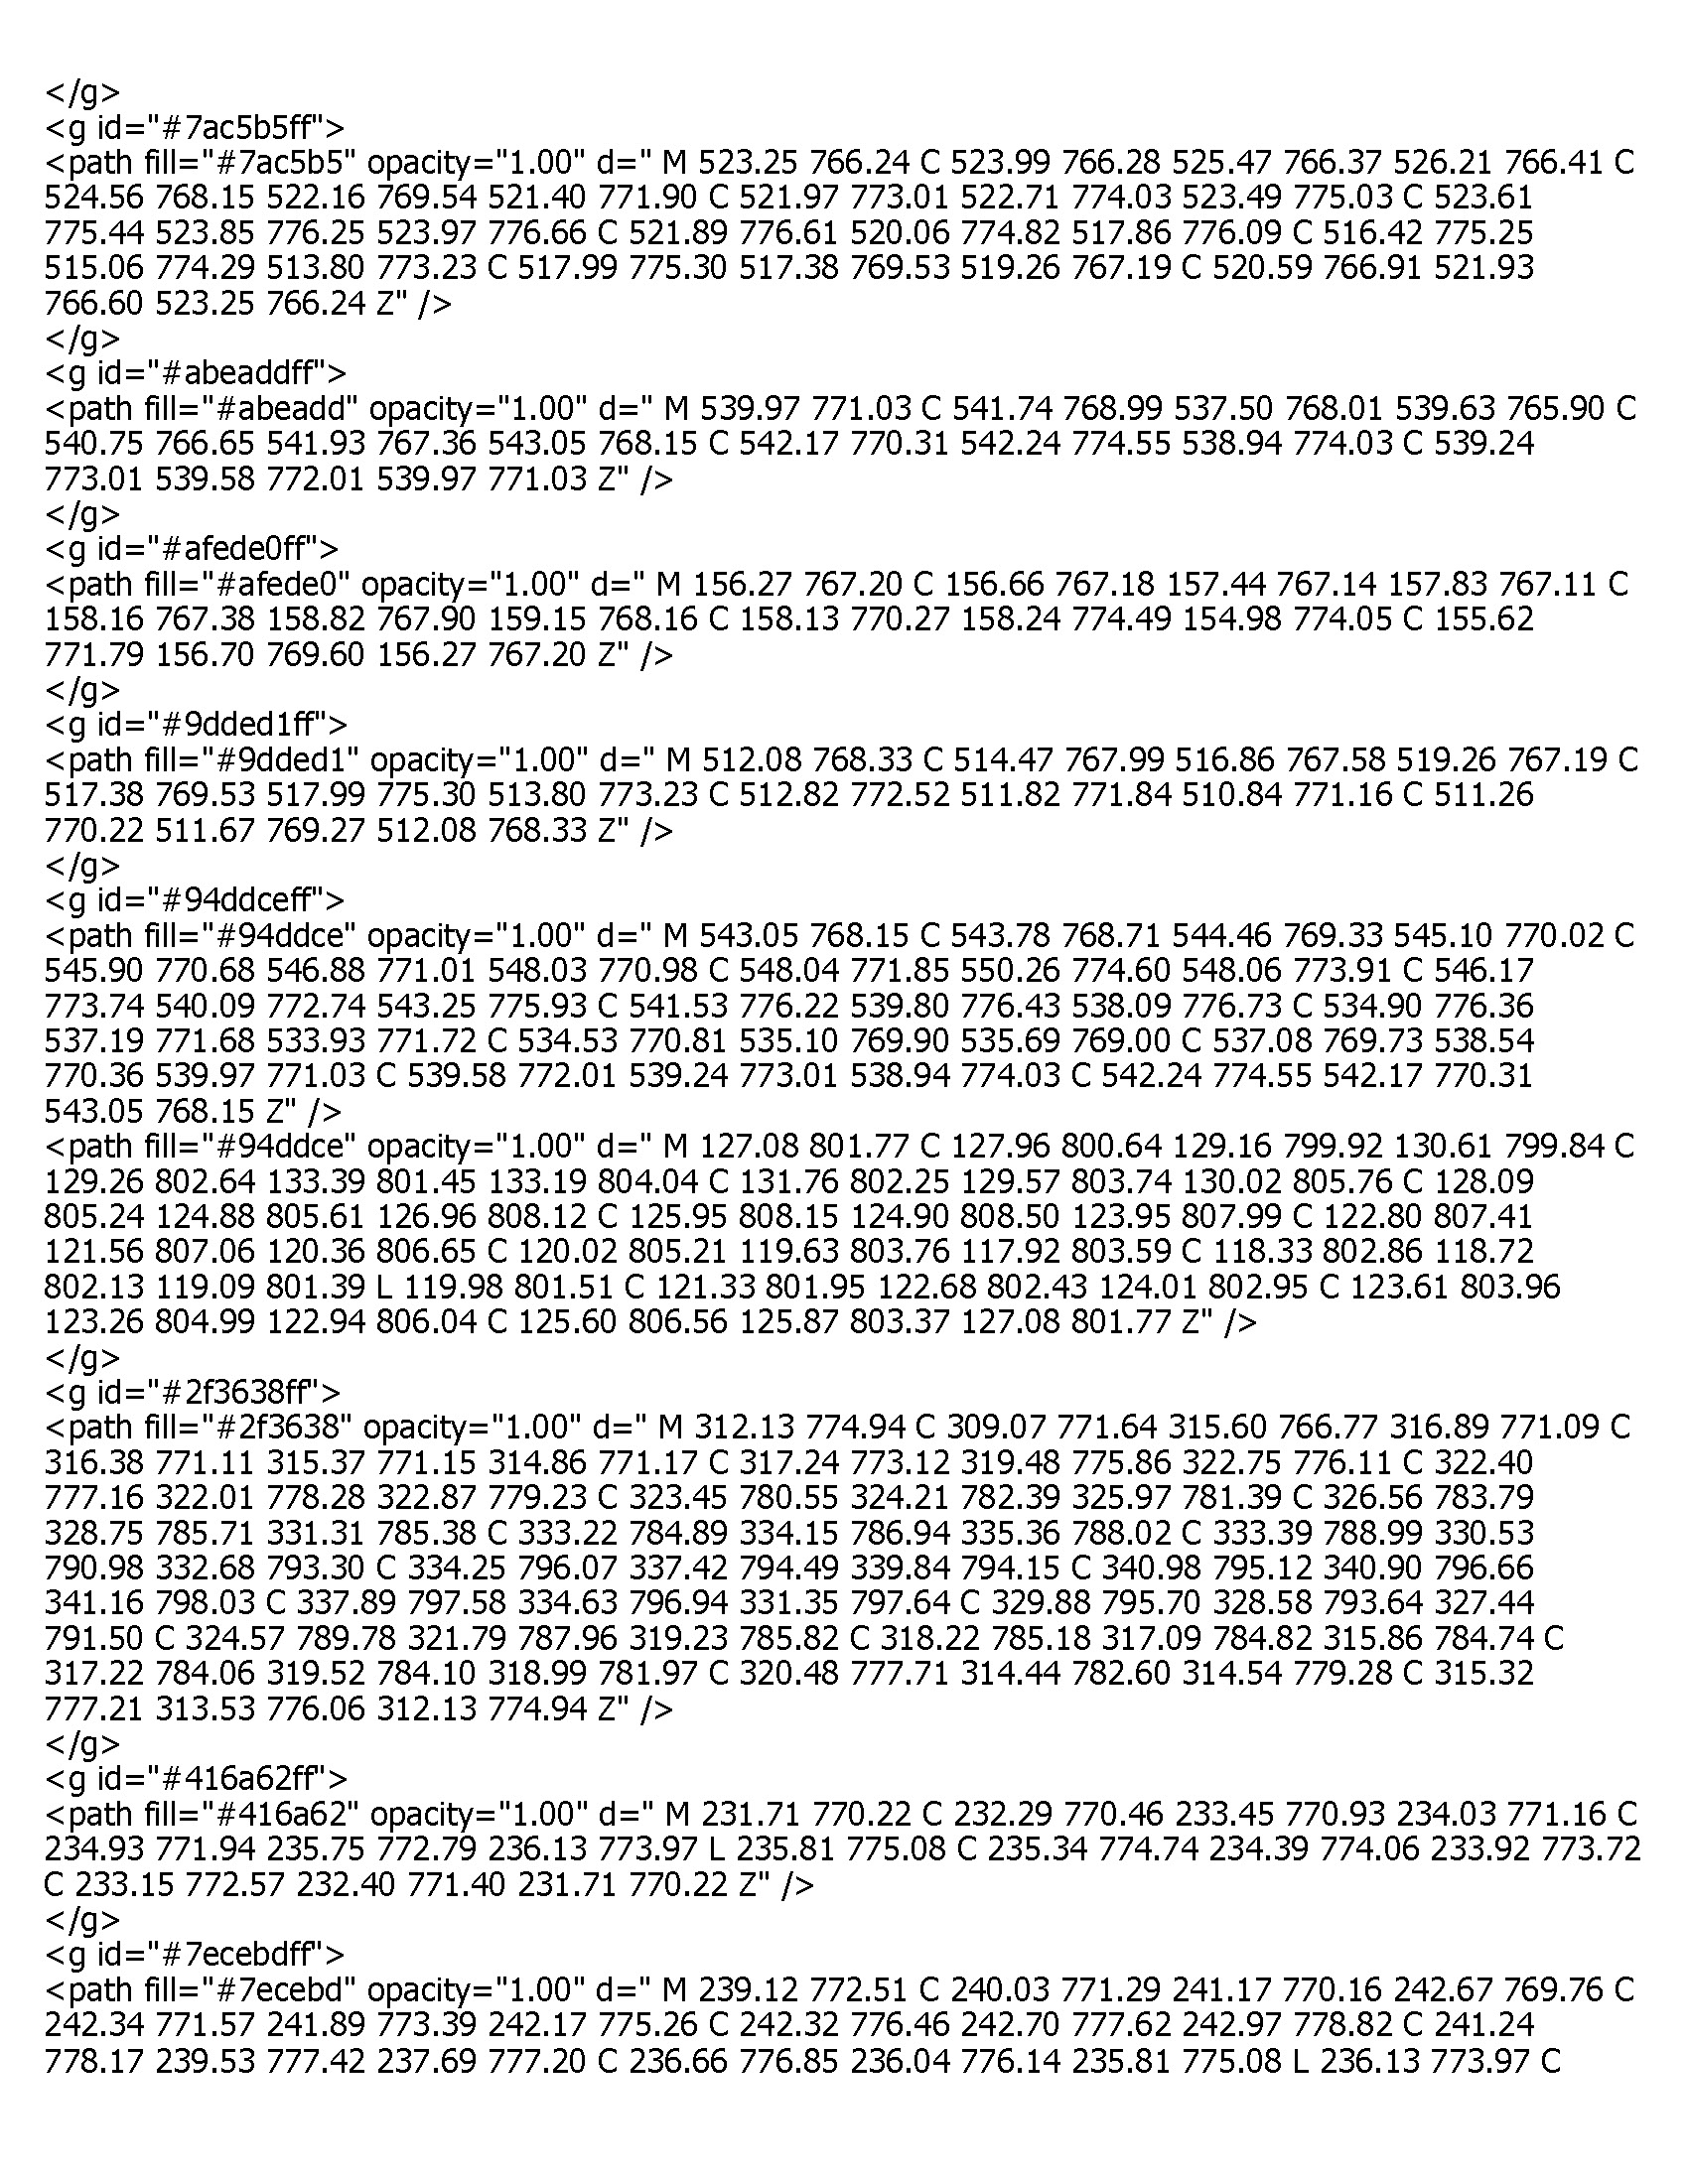 </g>
<g id="#7ac5b5ff">
<path fill="#7ac5b5" opacity="1.00" d=" M 523.25 766.24 C 523.99 766.28 525.47 766.37 526.21 766.41 C
524.56 768.15 522.16 769.54 521.40 771.90 C 521.97 773.01 522.71 774.03 523.49 775.03 C 523.61
775.44 523.85 776.25 523.97 776.66 C 521.89 776.61 520.06 774.82 517.86 776.09 C 516.42 775.25
515.06 774.29 513.80 773.23 C 517.99 775.30 517.38 769.53 519.26 767.19 C 520.59 766.91 521.93
766.60 523.25 766.24 Z" />
</g>
<g id="#abeaddff">
<path fill="#abeadd" opacity="1.00" d=" M 539.97 771.03 C 541.74 768.99 537.50 768.01 539.63 765.90 C
540.75 766.65 541.93 767.36 543.05 768.15 C 542.17 770.31 542.24 774.55 538.94 774.03 C 539.24
773.01 539.58 772.01 539.97 771.03 Z" />
</g>
<g id="#afede0ff">
<path fill="#afede0" opacity="1.00" d=" M 156.27 767.20 C 156.66 767.18 157.44 767.14 157.83 767.11 C
158.16 767.38 158.82 767.90 159.15 768.16 C 158.13 770.27 158.24 774.49 154.98 774.05 C 155.62
771.79 156.70 769.60 156.27 767.20 Z" />
</g>
<g id="#9dded1ff">
<path fill="#9dded1" opacity="1.00" d=" M 512.08 768.33 C 514.47 767.99 516.86 767.58 519.26 767.19 C
517.38 769.53 517.99 775.30 513.80 773.23 C 512.82 772.52 511.82 771.84 510.84 771.16 C 511.26
770.22 511.67 769.27 512.08 768.33 Z" />
</g>
<g id="#94ddceff">
<path fill="#94ddce" opacity="1.00" d=" M 543.05 768.15 C 543.78 768.71 544.46 769.33 545.10 770.02 C
545.90 770.68 546.88 771.01 548.03 770.98 C 548.04 771.85 550.26 774.60 548.06 773.91 C 546.17
773.74 540.09 772.74 543.25 775.93 C 541.53 776.22 539.80 776.43 538.09 776.73 C 534.90 776.36
537.19 771.68 533.93 771.72 C 534.53 770.81 535.10 769.90 535.69 769.00 C 537.08 769.73 538.54
770.36 539.97 771.03 C 539.58 772.01 539.24 773.01 538.94 774.03 C 542.24 774.55 542.17 770.31
543.05 768.15 Z" />
<path fill="#94ddce" opacity="1.00" d=" M 127.08 801.77 C 127.96 800.64 129.16 799.92 130.61 799.84 C
129.26 802.64 133.39 801.45 133.19 804.04 C 131.76 802.25 129.57 803.74 130.02 805.76 C 128.09
805.24 124.88 805.61 126.96 808.12 C 125.95 808.15 124.90 808.50 123.95 807.99 C 122.80 807.41
121.56 807.06 120.36 806.65 C 120.02 805.21 119.63 803.76 117.92 803.59 C 118.33 802.86 118.72
802.13 119.09 801.39 L 119.98 801.51 C 121.33 801.95 122.68 802.43 124.01 802.95 C 123.61 803.96
123.26 804.99 122.94 806.04 C 125.60 806.56 125.87 803.37 127.08 801.77 Z" />
</g>
<g id="#2f3638ff">
<path fill="#2f3638" opacity="1.00" d=" M 312.13 774.94 C 309.07 771.64 315.60 766.77 316.89 771.09 C
316.38 771.11 315.37 771.15 314.86 771.17 C 317.24 773.12 319.48 775.86 322.75 776.11 C 322.40
777.16 322.01 778.28 322.87 779.23 C 323.45 780.55 324.21 782.39 325.97 781.39 C 326.56 783.79
328.75 785.71 331.31 785.38 C 333.22 784.89 334.15 786.94 335.36 788.02 C 333.39 788.99 330.53
790.98 332.68 793.30 C 334.25 796.07 337.42 794.49 339.84 794.15 C 340.98 795.12 340.90 796.66
341.16 798.03 C 337.89 797.58 334.63 796.94 331.35 797.64 C 329.88 795.70 328.58 793.64 327.44
791.50 C 324.57 789.78 321.79 787.96 319.23 785.82 C 318.22 785.18 317.09 784.82 315.86 784.74 C
317.22 784.06 319.52 784.10 318.99 781.97 C 320.48 777.71 314.44 782.60 314.54 779.28 C 315.32
777.21 313.53 776.06 312.13 774.94 Z" />
</g>
<g id="#416a62ff">
<path fill="#416a62" opacity="1.00" d=" M 231.71 770.22 C 232.29 770.46 233.45 770.93 234.03 771.16 C
234.93 771.94 235.75 772.79 236.13 773.97 L 235.81 775.08 C 235.34 774.74 234.39 774.06 233.92 773.72
C 233.15 772.57 232.40 771.40 231.71 770.22 Z" />
</g>
<g id="#7ecebdff">
<path fill="#7ecebd" opacity="1.00" d=" M 239.12 772.51 C 240.03 771.29 241.17 770.16 242.67 769.76 C
242.34 771.57 241.89 773.39 242.17 775.26 C 242.32 776.46 242.70 777.62 242.97 778.82 C 241.24
778.17 239.53 777.42 237.69 777.20 C 236.66 776.85 236.04 776.14 235.81 775.08 L 236.13 773.97 C